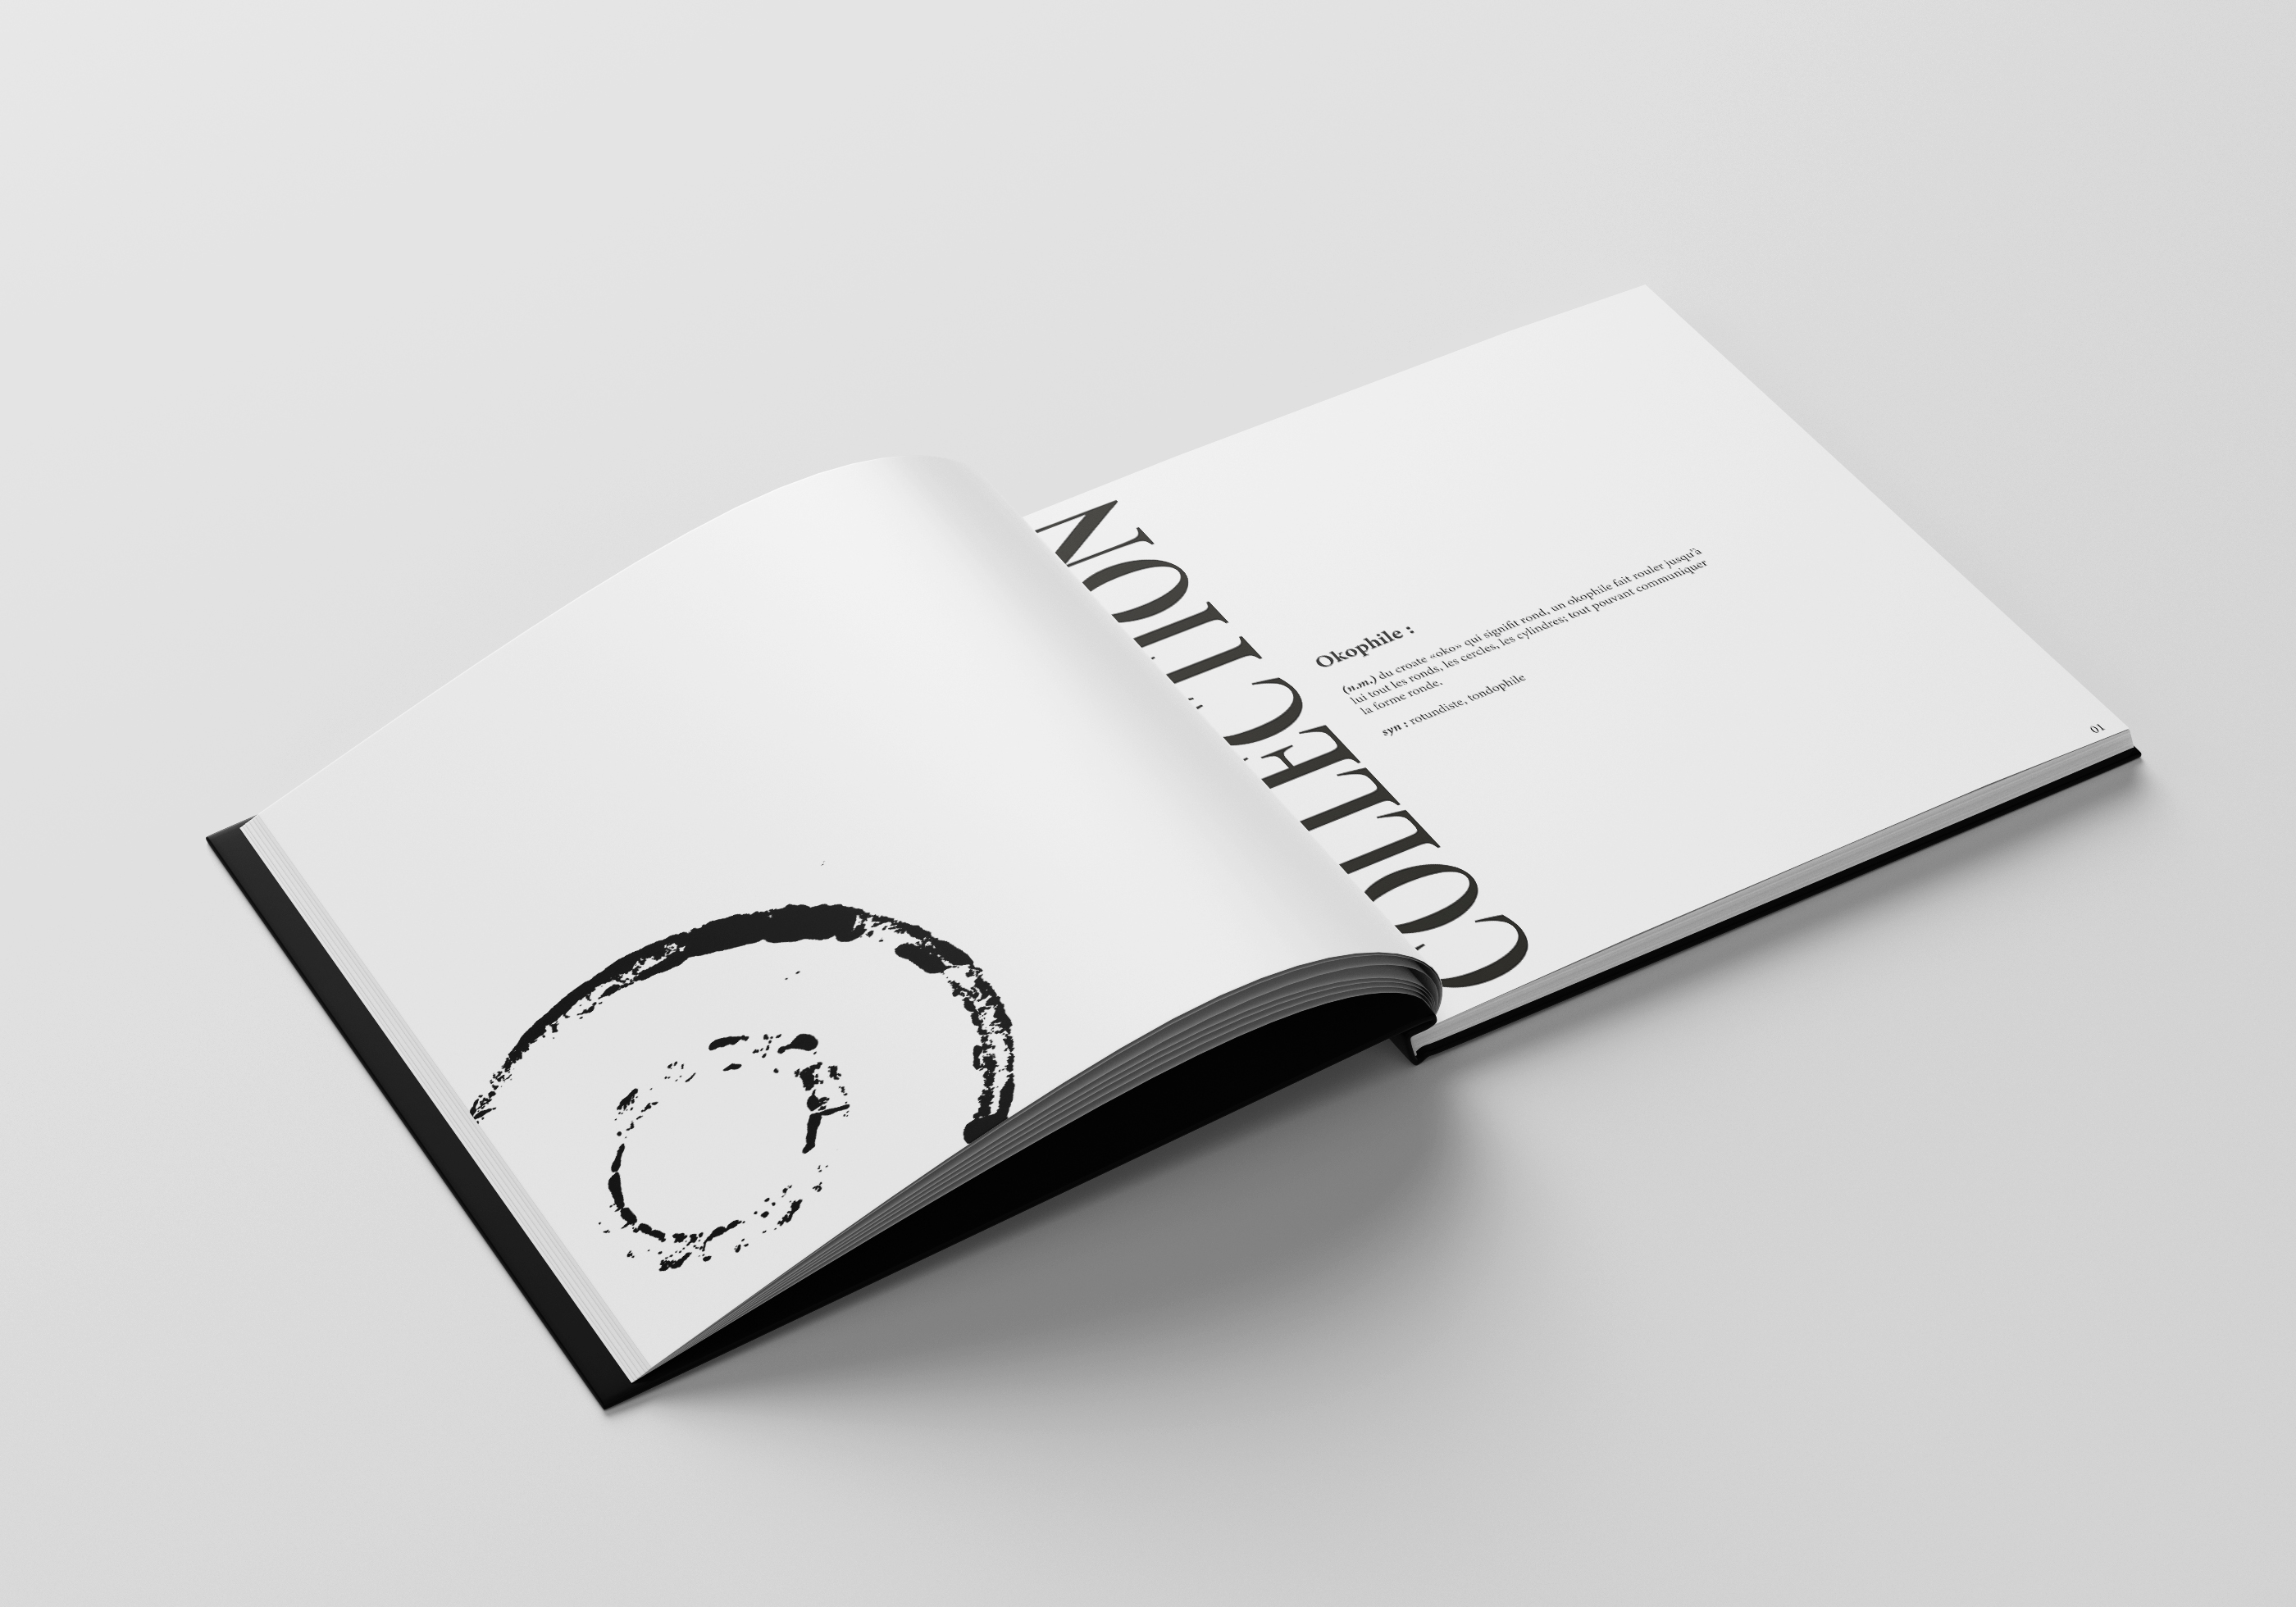 COLLECTION
Okophile :
(n.m.) du croate «oko» qui signifit rond, un okophile fait rouler jusqu'à
lui tout les ronds, les cercles, les cylindres; tout pouvant communiquer
la forme ronde.
syn : rotundiste, tondophile
01